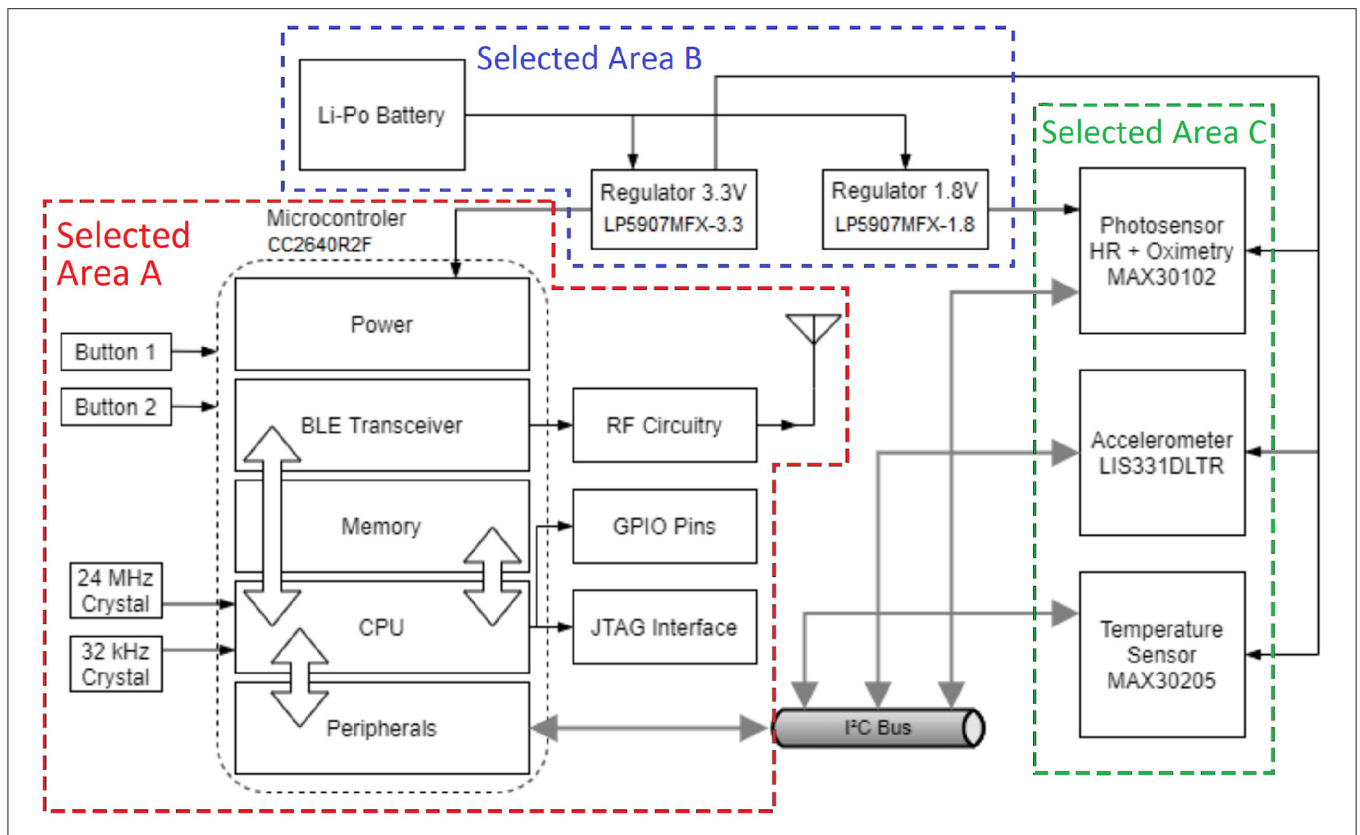 Selected Area B
Li-Po Battery
Selected Area C
Regulator 3.3V
LP5907MFX-3.3
Regulator 1.8V
LP5907MFX-1.8
Selected
Area A
Microcontroler
CC2640R2F
Photosensor
HR + Oximetry
MAX30102
Power
Button 1
Button 2
BLE Transceiver
RF Circuitry
Accelerometer
LIS331DLTR
Memory
GPIO Pins
24 MHz
Crystal
CPU
JTAG Interface
32 kHz
Crystal
Temperature
Sensor
MAX30205
Peripherals
I²C Bus